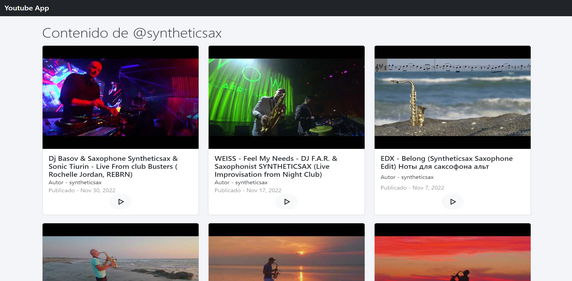 Youtube App
Contenido de @syntheticsax
Dj Basov & Saxophone Syntheticsax &
Sonic Tiurin - Live From club Busters (
Rochelle Jordan, REBRN)
Autor - syntheticsax
Publicado - Nov 30, 2022
WEISS - Feel My Needs - DJ F.A.R. &
Saxophonist SYNTHETICSAX (Live
Improvisation from Night Club)
Autor - syntheticsax
Publicado - Nov 17, 2022
EDX - Belong (Syntheticsax Saxophone
Edit) Ноты для саксофона альт
Autor - syntheticsax
Publicado - Nov 7, 2022